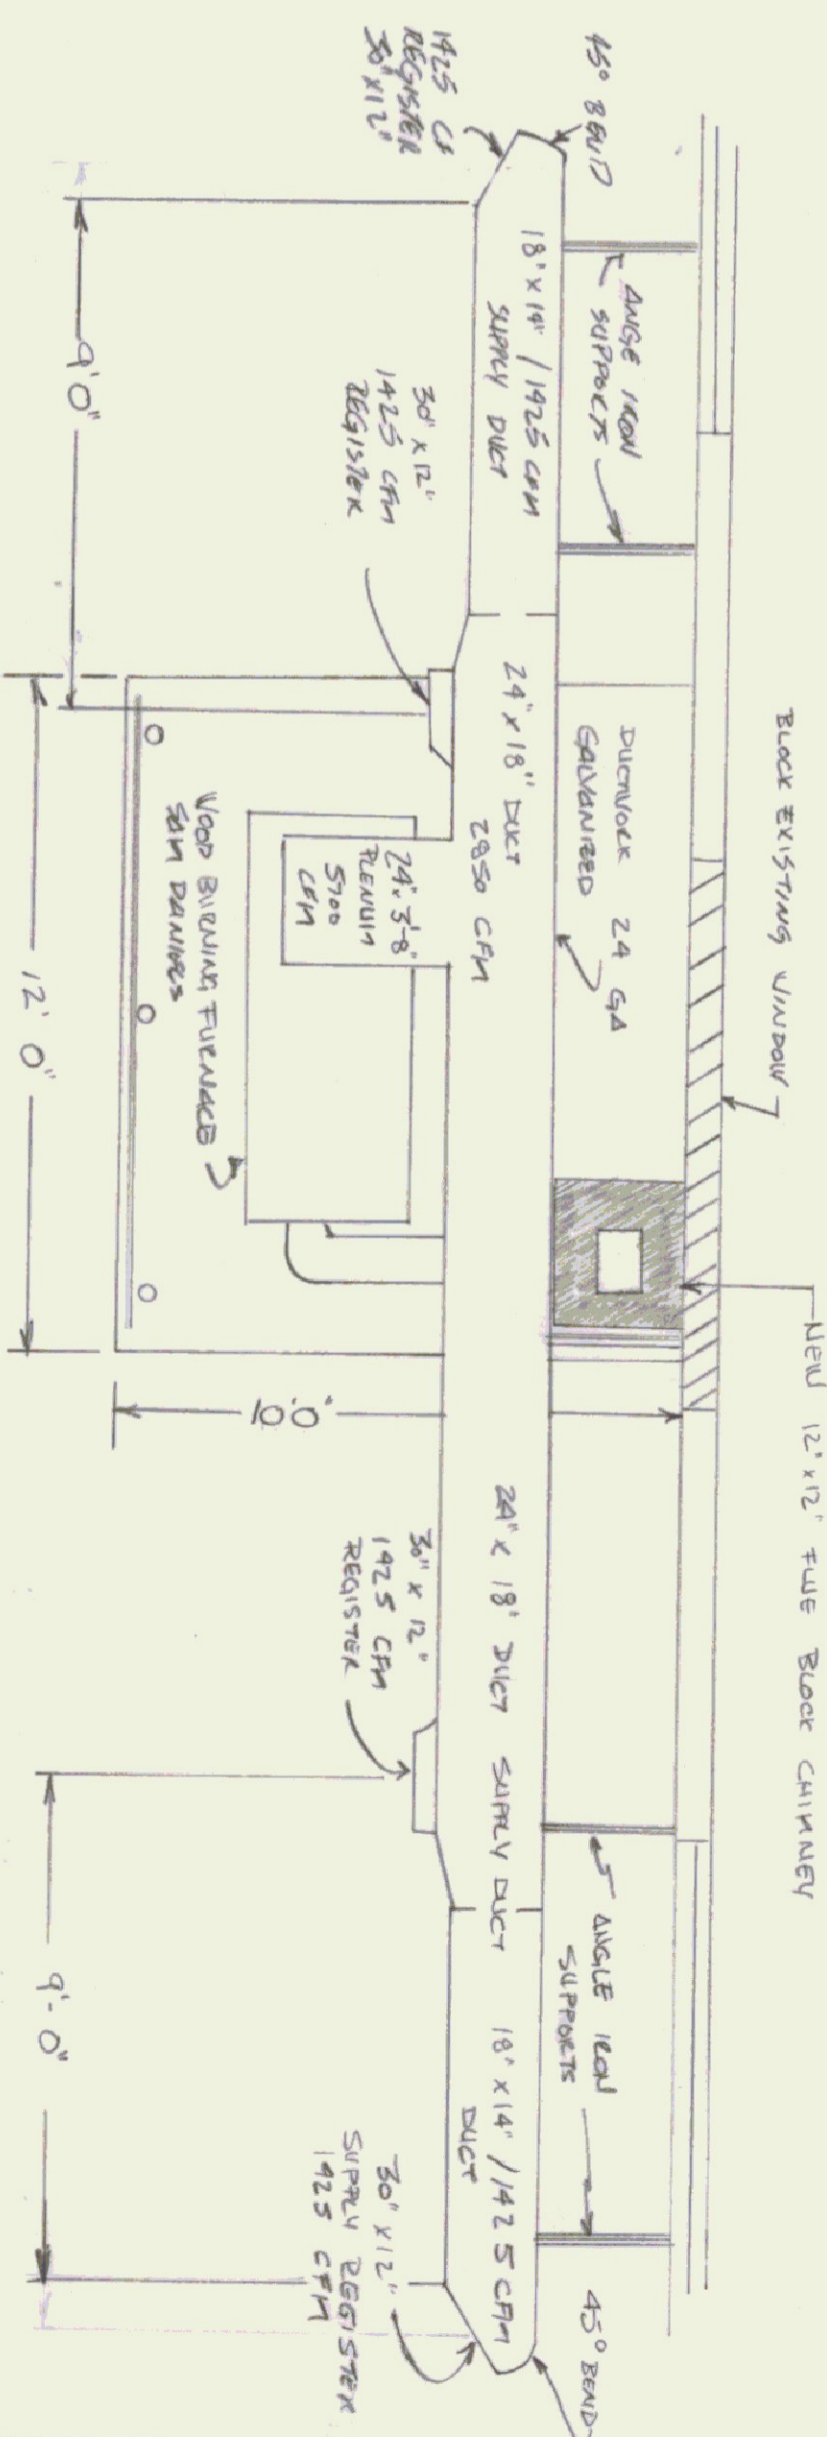 BLOCK EXISTING WINDOW
NEW 12" x 12" FLUE BLOCK CHIMNEY
45° BEND
ANGE IRON
SUPPORTS
DUCTWORK 24 GA
GALVANIZED
ANGLE IRON
SUPPORTS
45° BEND
1425 CF
REGISTER
30" x 12"
18" x 14" / 1425 CFM
SUPPLY DUCT
24" x 18" DUCT
2850 CFM
24" x 18" DUCT SUPPLY DUCT
18" x 14" / 1425 CFM
DUCT
30" x 12"
1425 CFM
REGISTER
24" x 3'-8"
PLENUM
5700
CFM
WOOD BURNING FURNACE
30" x 12"
1425 CFM
REGISTER
30" x 12"
SUPPLY REGISTER
1425 CFM
9'0"
12' 0"
10'0"
9'-0"